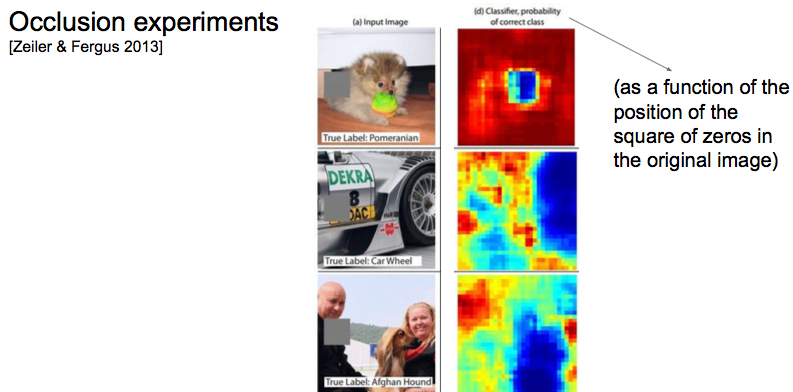 Occlusion experiments
[Zeiler & Fergus 2013]
(a) Input Image
(d) Classifier, probability
of correct class
(as a function of the
position of the
square of zeros in
the original image)
True Label: Pomeranian
DEKRA
8
DAC
True Label: Car Wheel
True Label: Afghan Hound